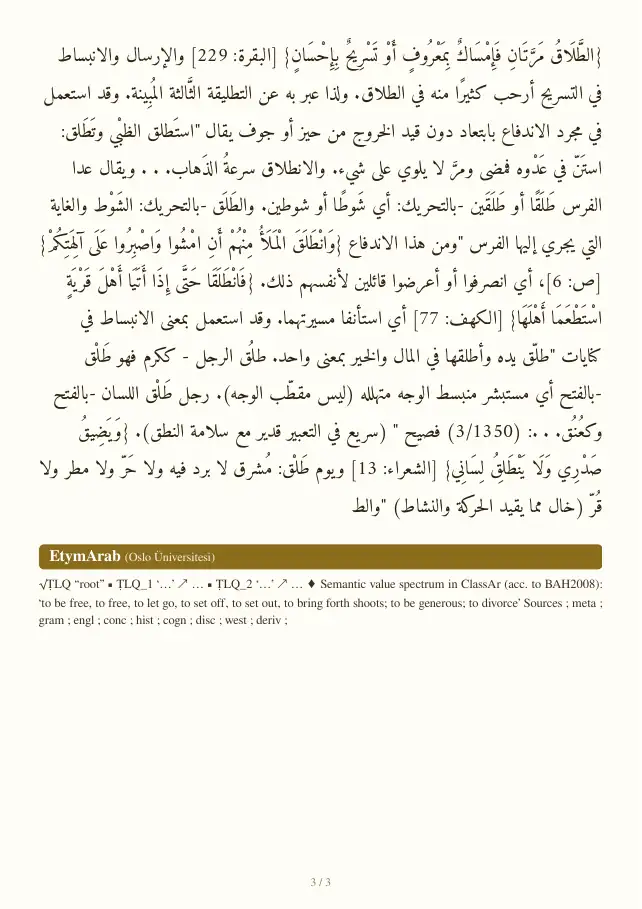 {الطَّلَاقُ مَرَّتَانِ فَإِمْسَاكٌ بِمَعْرُوفٍ أَوْ تَسْرِيحٌ بِإِحْسَانٍ} [البقرة: 229] والإرسال والانبساط
في التسريح أرحب كثيرًا منه في الطلاق. ولذا عبر به عن التطليقة الثَّالثة المُبِينة. وقد استعمل
في مجرد الاندفاع بابتعاد دون قيد الخروج من حيز أو جوف يقال "استَطلق الظبْي وتَطَلق:
استَنّ في عَدْوه فمضى ومرَّ لا يلوي على شيء. والانطلاق سرعةُ الذَهاب. . . ويقال عدا
الفرس طَلَقًا أو طَلَقَين -بالتحريك: أي شَوطًا أو شوطين. والطَلَق -بالتحريك: الشَوْط والغاية
التي يجري إليها الفرس "ومن هذا الاندفاع {وَانْطَلَقَ الْمَلَأُ مِنْهُمْ أَنِ امْشُوا وَاصْبِرُوا عَلَى آلِهَتِكُمْ}
[ص: 6]، أي انصرفوا أو أعرضوا قائلين لأنفسهم ذلك. {فَانْطَلَقَا حَتَّى إِذَا أَتَيَا أَهْلَ قَرْيَةٍ
اسْتَطْعَمَا أَهْلَهَا} [الكهف: 77] أي استأنفا مسيرتهما. وقد استعمل بمعنى الانبساط في
كنايات "طلّق يده وأطلقها في المال والخير بمعنى واحد. طلُق الرجل - ككرم فهو طَلْق
-بالفتح أي مستبشر منبسط الوجه متهلله (ليس مقطّب الوجه). رجل طَلْق اللسان -بالفتح
وكعُنُق. . .: (3/1350) فصيح " (سريع في التعبير قدير مع سلامة النطق). {وَيَضِيقُ
صَدْرِي وَلَا يَنْطَلِقُ لِسَانِي} [الشعراء: 13] ويوم طَلْق: مُشرق لا برد فيه ولا حَرّ ولا مطر ولا
قُرّ (خال مما يقيد الحركة والنشاط) "والط
EtymArab (Oslo Üniversitesi)
√ṬLQ “root” ▪ ṬLQ_1 ‘…’ ↗ … ▪ ṬLQ_2 ‘…’ ↗ … ♦ Semantic value spectrum in ClassAr (acc. to BAH2008):
‘to be free, to free, to let go, to set off, to set out, to bring forth shoots; to be generous; to divorce’ Sources ; meta ;
gram ; engl ; conc ; hist ; cogn ; disc ; west ; deriv ;
3 / 3